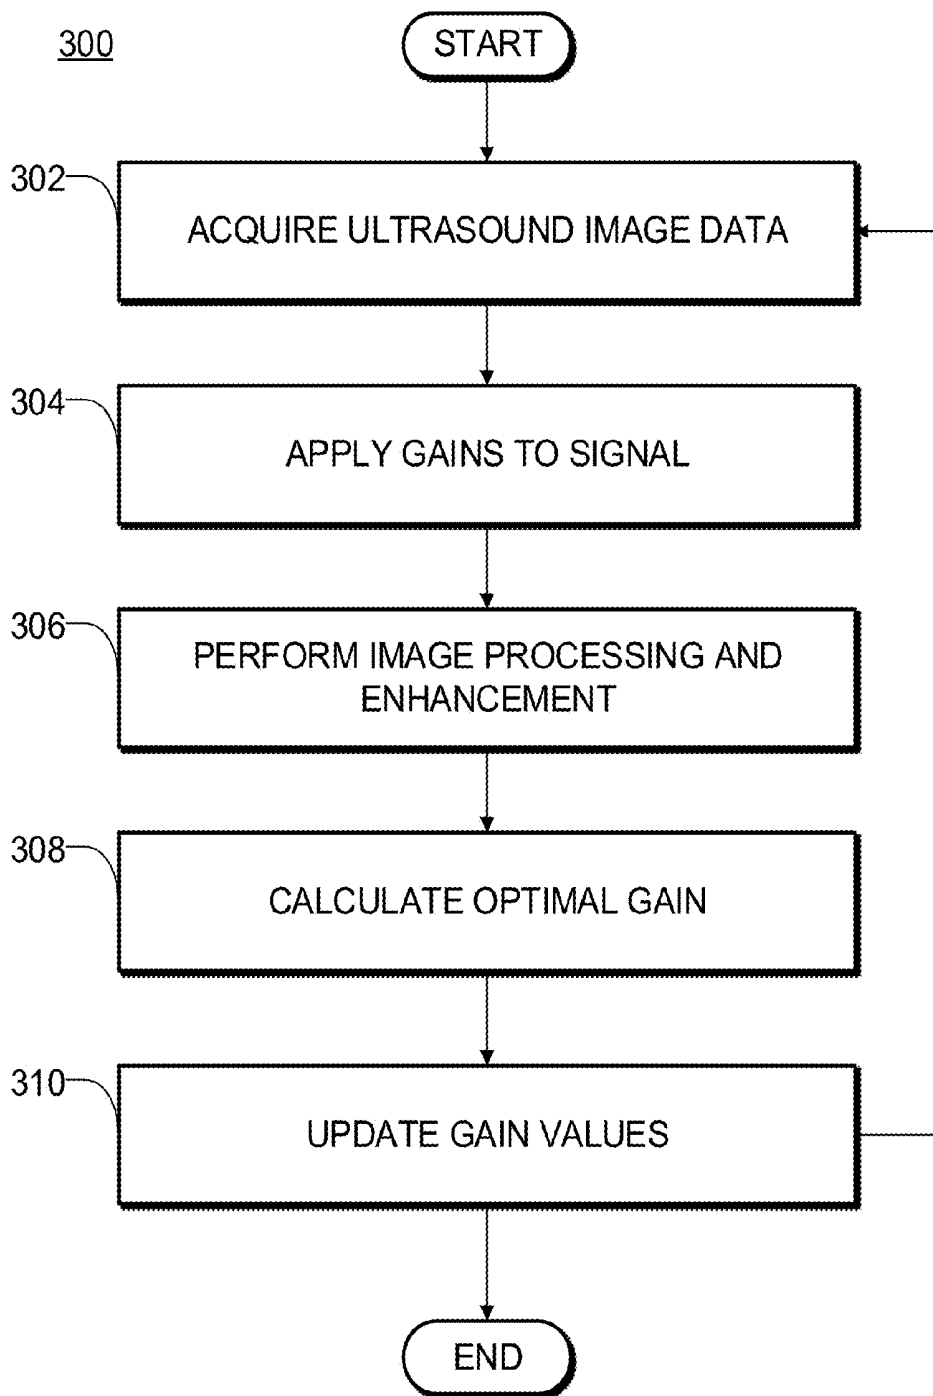 300
START
302
ACQUIRE ULTRASOUND IMAGE DATA
304
APPLY GAINS TO SIGNAL
306
PERFORM IMAGE PROCESSING AND
ENHANCEMENT
308
CALCULATE OPTIMAL GAIN
310
UPDATE GAIN VALUES
END